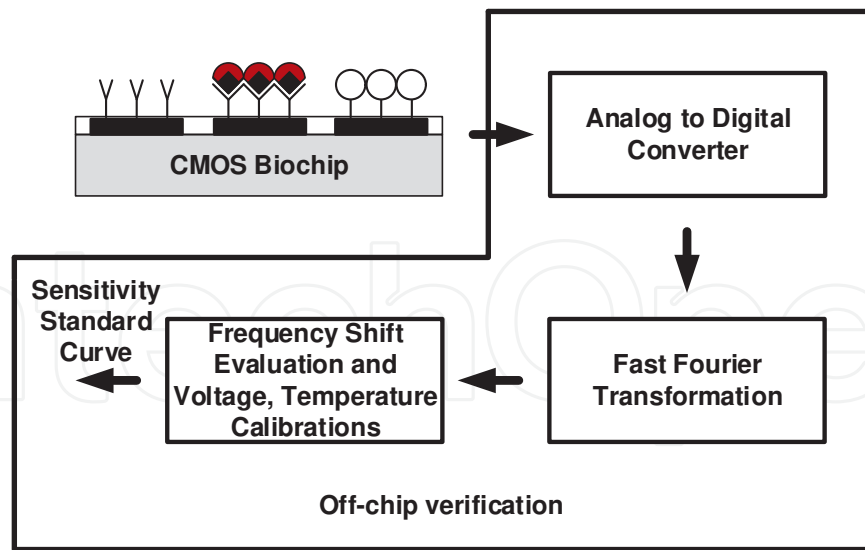 CMOS Biochip
Analog to Digital
Converter
Fast Fourier
Transformation
Frequency Shift
Evaluation and
Voltage, Temperature
Calibrations
Sensitivity
Standard
Curve
Off-chip verification